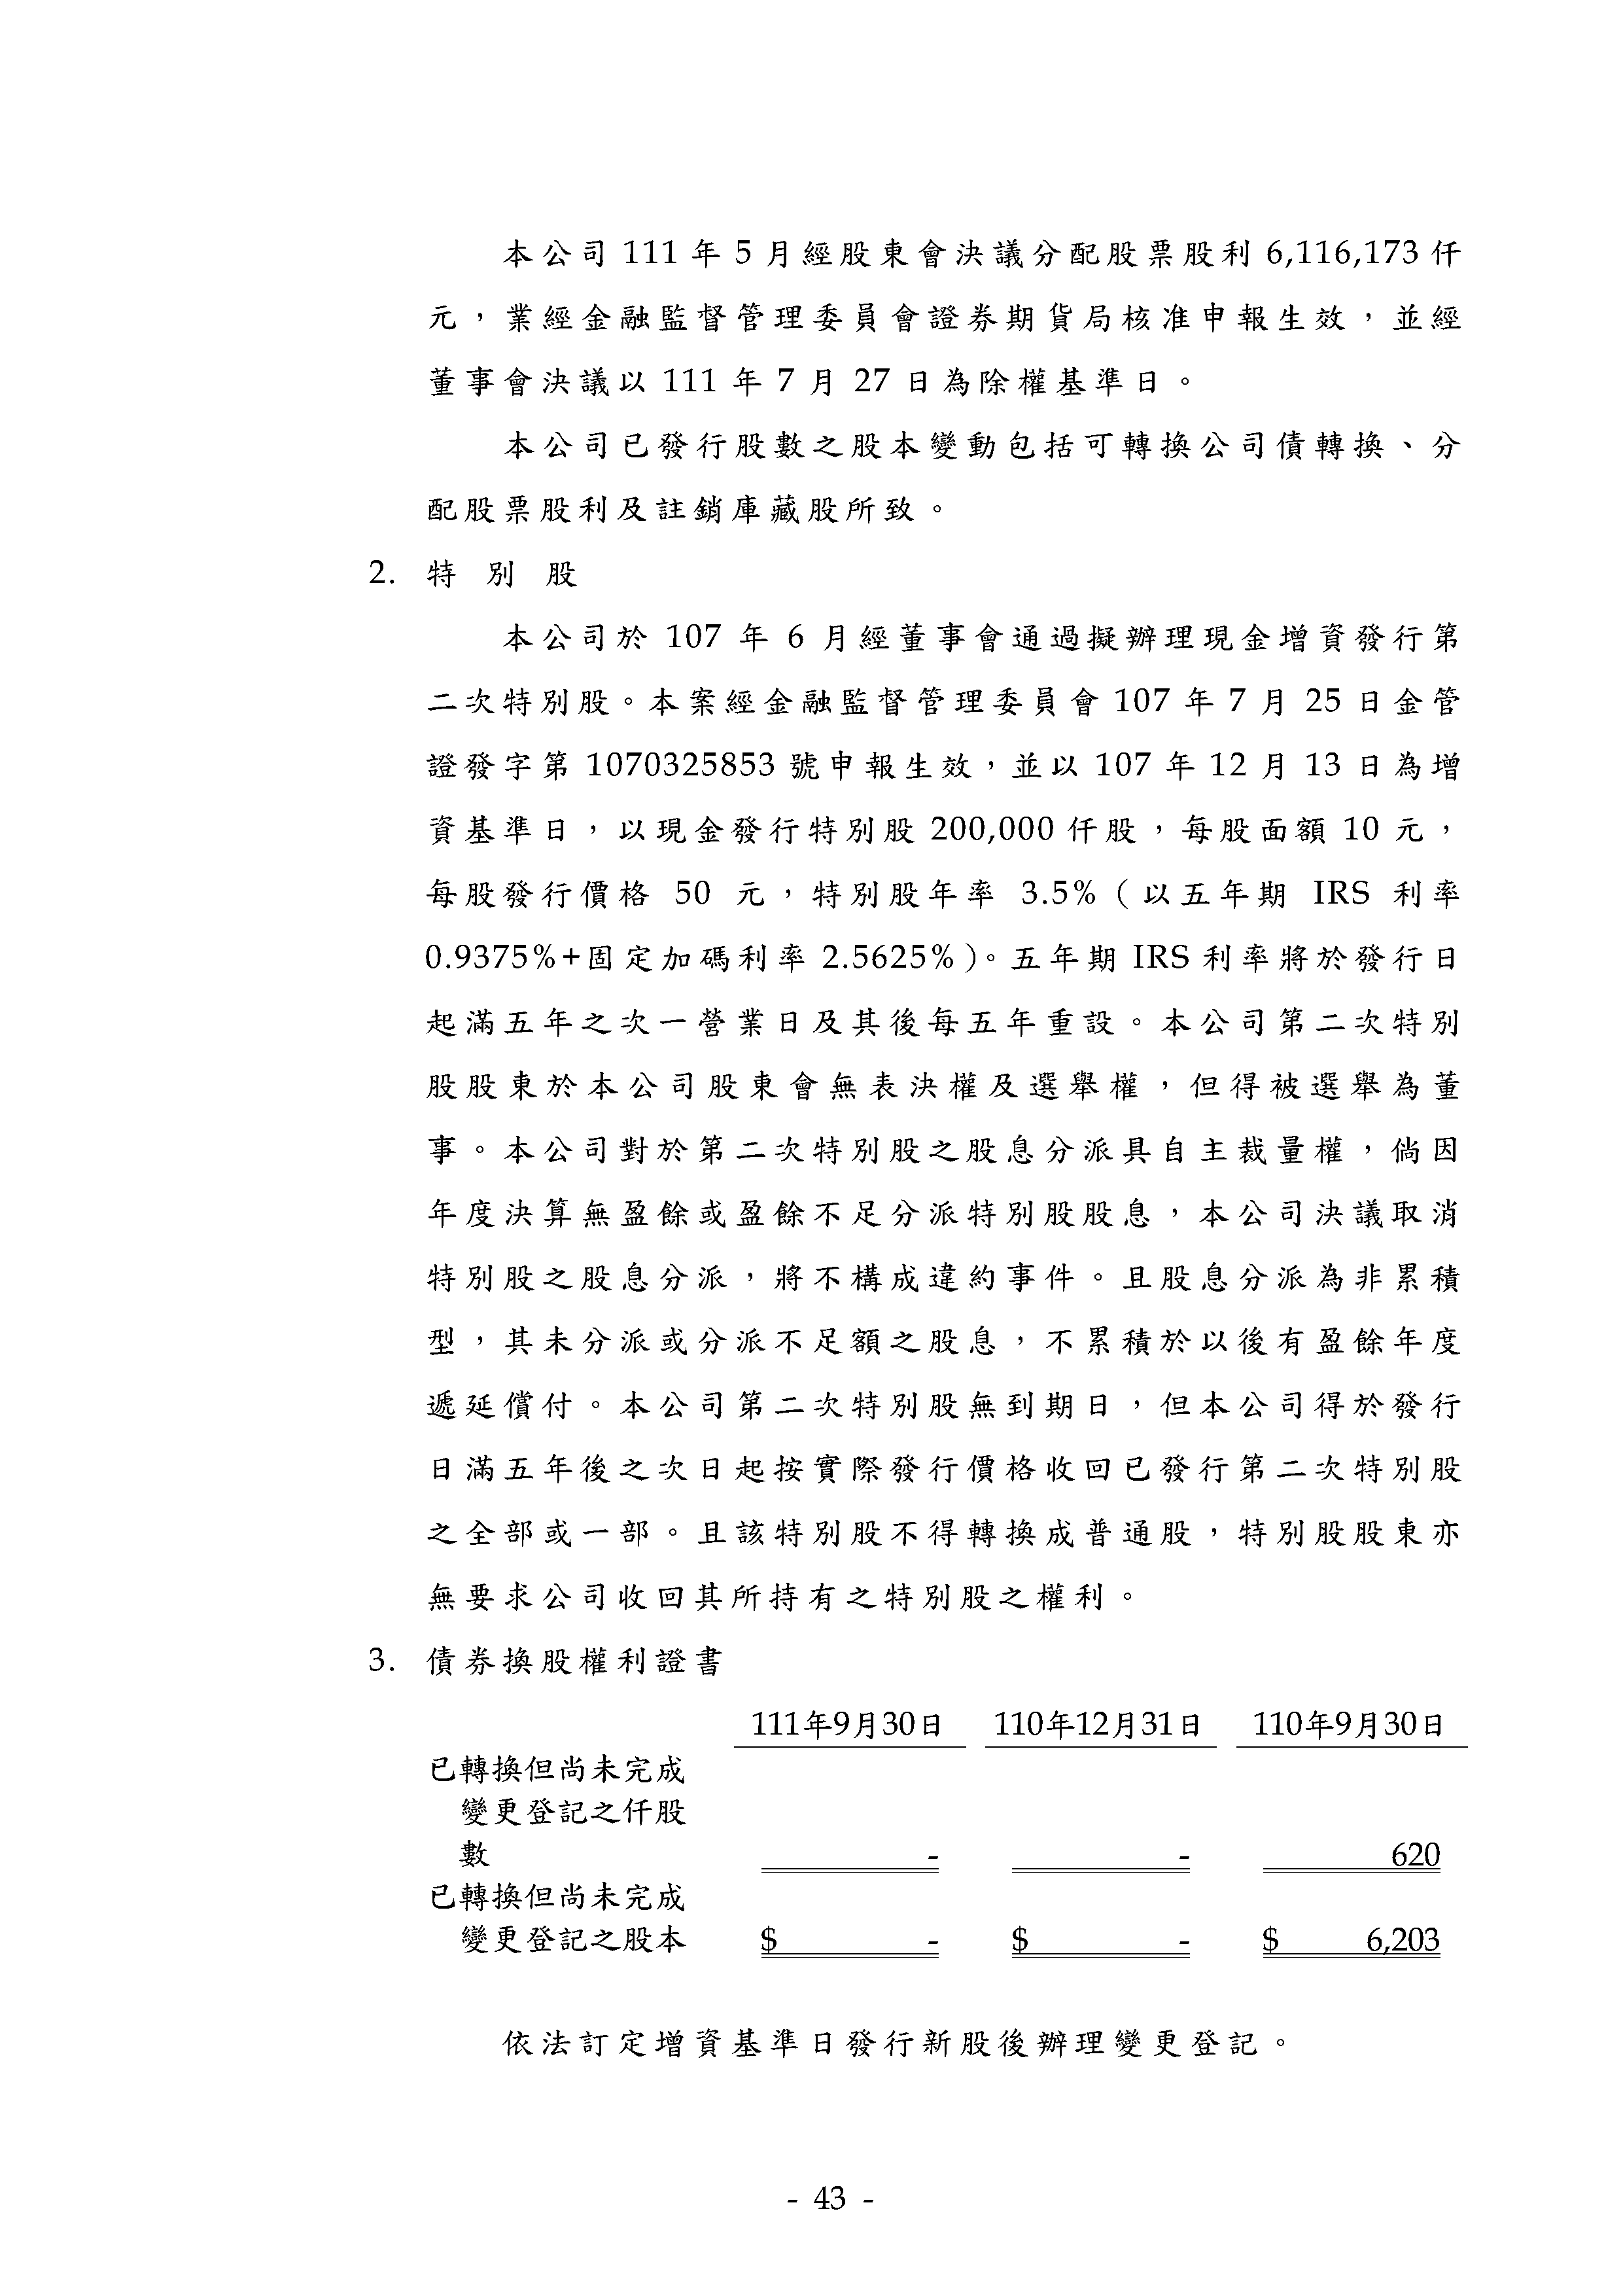 本公司 111 年 5 月經股東會決議分配股票股利 6,116,173 仟
元，業經金融監督管理委員會證券期貨局核准申報生效，並經
董事會決議以 111 年 7 月 27 日為除權基準日。
本公司已發行股數之股本變動包括可轉換公司債轉換、分
配股票股利及註銷庫藏股所致。
2. 特別股
本公司於 107 年 6 月經董事會通過擬辦理現金增資發行第
二次特別股。本案經金融監督管理委員會 107 年 7 月 25 日金管
證發字第 1070325853 號申報生效，並以 107 年 12 月 13 日為增
資基準日，以現金發行特別股 200,000 仟股，每股面額 10 元，
每股發行價格 50 元，特別股年率 3.5%（以五年期 IRS 利率
0.9375%+固定加碼利率 2.5625%）。五年期 IRS 利率將於發行日
起滿五年之次一營業日及其後每五年重設。本公司第二次特別
股股東於本公司股東會無表決權及選舉權，但得被選舉為董
事。本公司對於第二次特別股之股息分派具自主裁量權，倘因
年度決算無盈餘或盈餘不足分派特別股股息，本公司決議取消
特別股之股息分派，將不構成違約事件。且股息分派為非累積
型，其未分派或分派不足額之股息，不累積於以後有盈餘年度
遞延償付。本公司第二次特別股無到期日，但本公司得於發行
日滿五年後之次日起按實際發行價格收回已發行第二次特別股
之全部或一部。且該特別股不得轉換成普通股，特別股股東亦
無要求公司收回其所持有之特別股之權利。
3. 債券換股權利證書
111年9月30日 110年12月31日 110年9月30日
已轉換但尚未完成
變更登記之仟股
數 - - 620
已轉換但尚未完成
變更登記之股本 $ - $ - $ 6,203
依法訂定增資基準日發行新股後辦理變更登記。
- 43 -